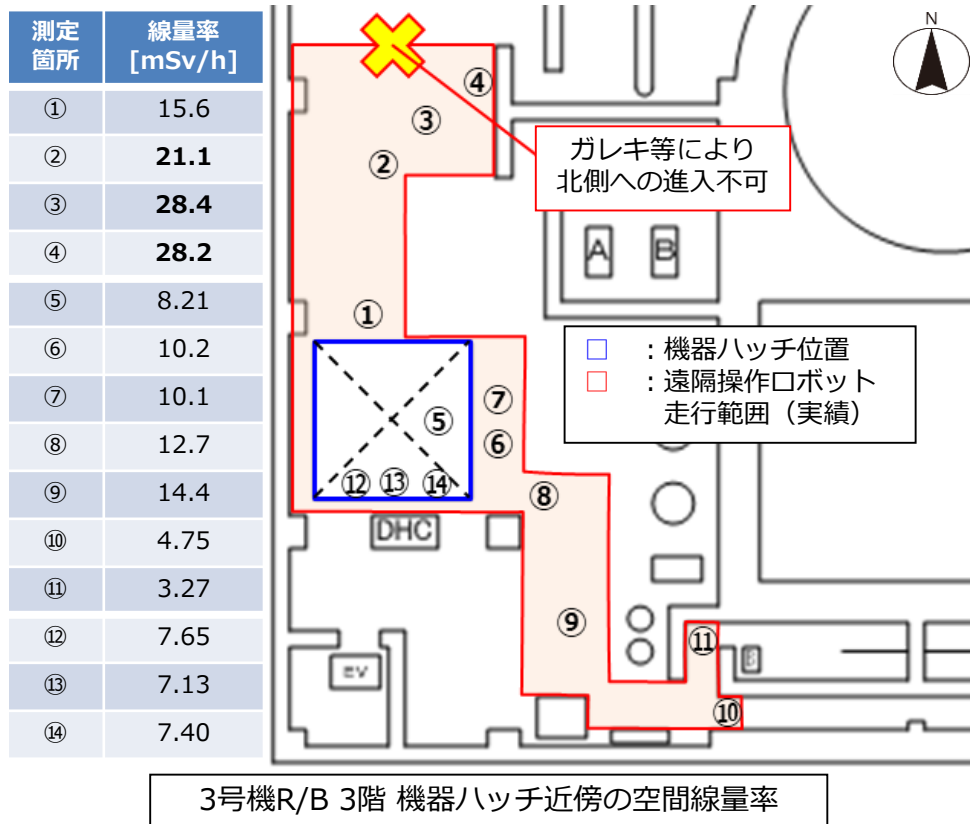 測定
箇所
線量率
[mSv/h]
① 15.6
② 21.1
③ 28.4
④ 28.2
⑤ 8.21
⑥ 10.2
⑦ 10.1
⑧ 12.7
⑨ 14.4
⑩ 4.75
⑪ 3.27
⑫ 7.65
⑬ 7.13
⑭ 7.40
N
④
③
②
ガレキ等により
北側への進入不可
A B
①
□ ：機器ハッチ位置
□ ：遠隔操作ロボット
走行範囲（実績）
⑦
⑤
⑥
⑫ ⑬ ⑭
⑧
DHC
⑨
⑪
EV
⑩
3号機R/B 3階 機器ハッチ近傍の空間線量率